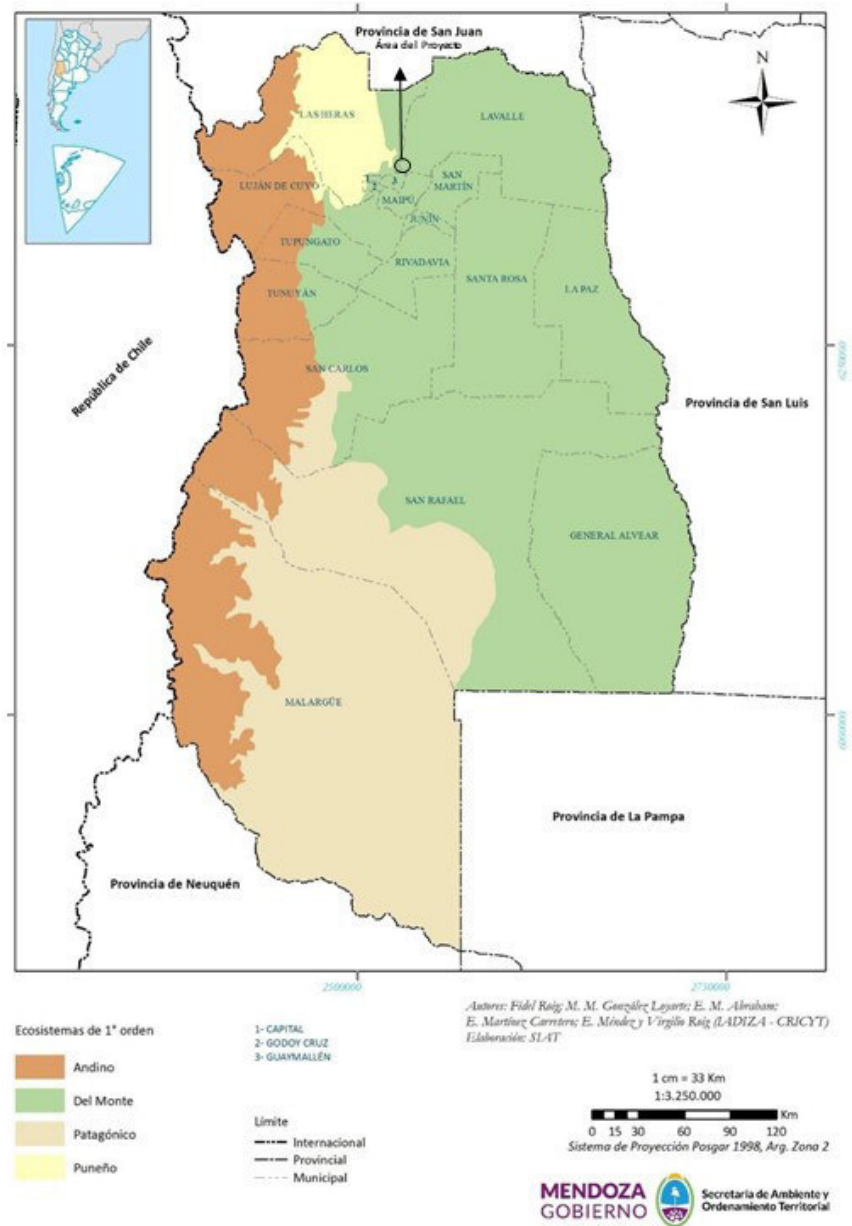 Provincia de San Juan
Área del Proyecto
N
LAS HERAS
LAVALLE
LUJÁN DE CUYO
1
2
3
SAN
MARTÍN
MAIPÚ
JUNÍN
TUPUNGATO
RIVADAVIA
TUNUYÁN
SANTA ROSA
LA PAZ
República de Chile
6250000
SAN CARLOS
Provincia de San Luis
SAN RAFAEL
GENERAL ALVEAR
MALARGÜE
6000000
Provincia de La Pampa
Provincia de Neuquén
2500000
2750000
Autores: Fidel Roig; M. M. González Loyarte; E. M. Abraham;
E. Martínez Carretero; E. Méndez y Virgilio Roig (IADIZA - CRICYT)
Elaboración: SIAT
Ecosistemas de 1° orden
Andino
Del Monte
Patagónico
Puneño
1- CAPITAL
2- GODOY CRUZ
3- GUAYMALLÉN
Límite
Internacional
Provincial
Municipal
1 cm = 33 Km
1:3.250.000
Km
0 15 30 60 90 120
Sistema de Proyección Posgar 1998, Arg. Zona 2
MENDOZA
GOBIERNO
Secretaría de Ambiente y
Ordenamiento Territorial